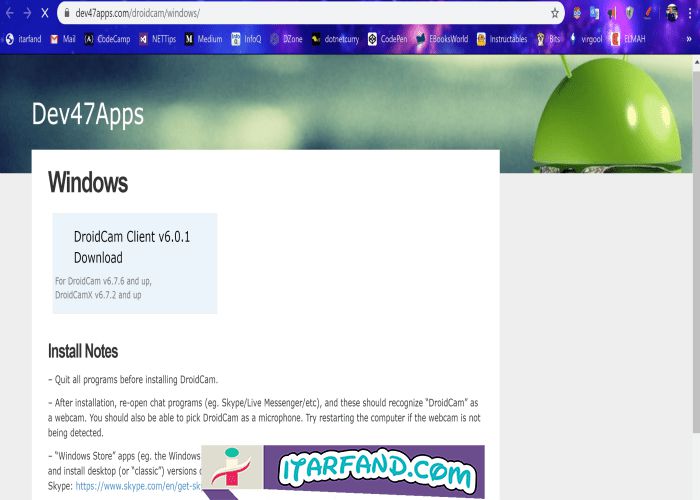 dev47apps.com/droidcam/windows/
itarfand Mail CodeCamp NETTips Medium InfoQ DZone dotnetcurry CodePen EBooksWorld Instructables Bits virgool ELMAH »
Dev47Apps
Windows
DroidCam Client v6.0.1
Download
For DroidCam v6.7.6 and up,
DroidCamX v6.7.2 and up
Install Notes
– Quit all programs before installing DroidCam.
– After installation, re-open chat programs (eg. Skype/Live Messenger/etc), and these should recognize “DroidCam” as
a webcam. You should also be able to pick DroidCam as a microphone. Try restarting the computer if the webcam is not
being detected.
– “Windows Store” apps (eg. the Windows
and install desktop (or “classic”) versions
Skype: https://www.skype.com/en/get-sk
ITARFAND.COM